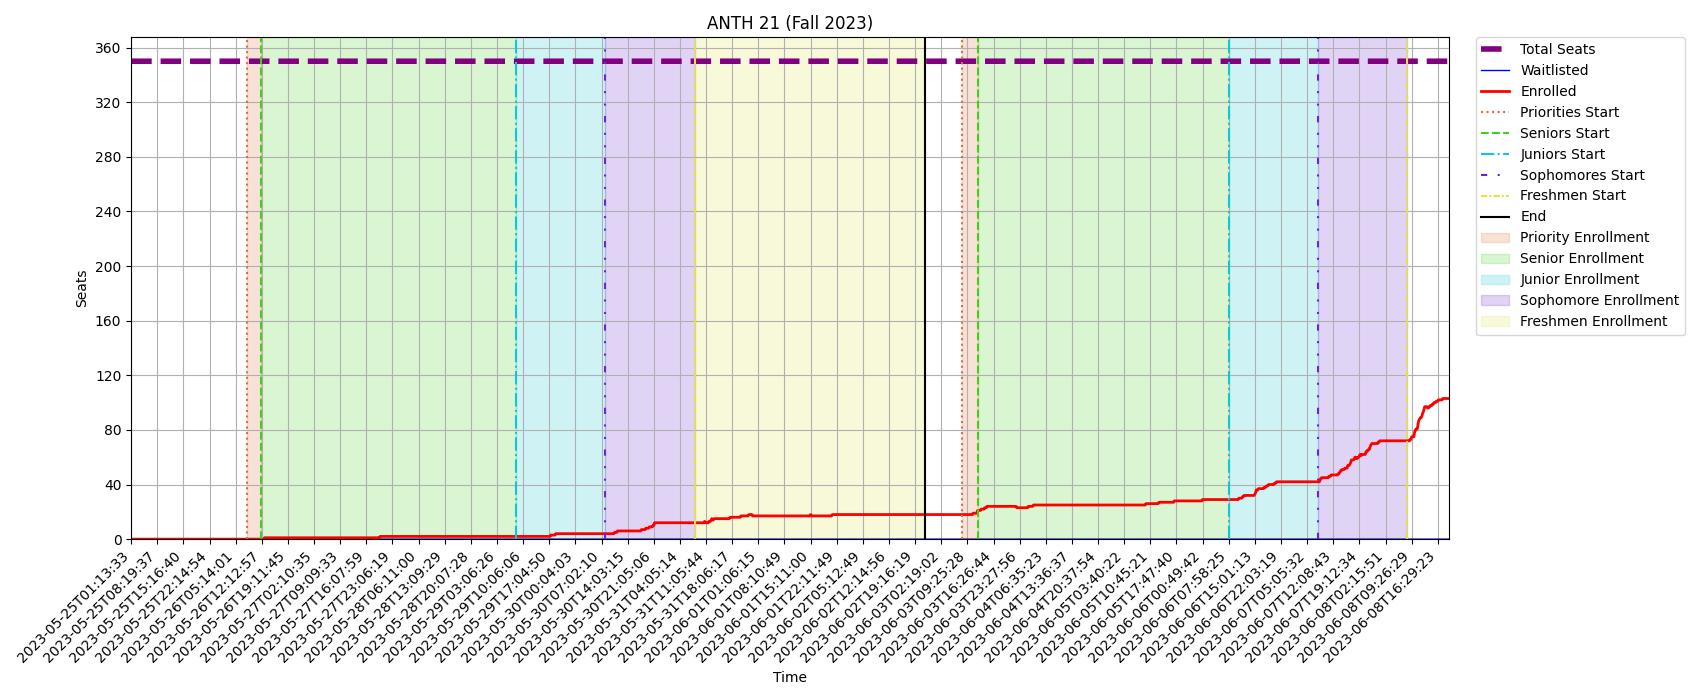 ANTH 21 (Fall 2023)
360
320
280
240
200
160
120
80
40
0
Seats
2023-05-25T01:13:33
2023-05-25T08:19:37
2023-05-25T15:16:40
2023-05-25T22:14:54
2023-05-26T05:14:01
2023-05-26T12:12:57
2023-05-26T19:11:45
2023-05-27T02:10:35
2023-05-27T09:09:33
2023-05-27T16:07:59
2023-05-27T23:06:19
2023-05-28T06:11:00
2023-05-28T13:09:29
2023-05-28T20:07:28
2023-05-29T03:06:26
2023-05-29T10:06:06
2023-05-29T17:04:50
2023-05-30T00:04:03
2023-05-30T07:02:10
2023-05-30T14:03:15
2023-05-30T21:05:06
2023-05-31T04:05:14
2023-05-31T11:05:44
2023-05-31T18:06:17
2023-06-01T01:06:15
2023-06-01T08:10:49
2023-06-01T15:11:00
2023-06-01T22:11:49
2023-06-02T05:12:49
2023-06-02T12:14:56
2023-06-02T19:16:19
2023-06-03T02:19:02
2023-06-03T09:25:28
2023-06-03T16:26:44
2023-06-03T23:27:56
2023-06-04T06:35:23
2023-06-04T13:36:37
2023-06-04T20:37:54
2023-06-05T03:40:22
2023-06-05T10:45:21
2023-06-05T17:47:40
2023-06-06T00:49:42
2023-06-06T07:58:25
2023-06-06T15:01:13
2023-06-06T22:03:19
2023-06-07T05:05:32
2023-06-07T12:08:43
2023-06-07T19:12:34
2023-06-08T02:15:51
2023-06-08T09:26:29
2023-06-08T16:29:23
Time
Total Seats
Waitlisted
Enrolled
Priorities Start
Seniors Start
Juniors Start
Sophomores Start
Freshmen Start
End
Priority Enrollment
Senior Enrollment
Junior Enrollment
Sophomore Enrollment
Freshmen Enrollment